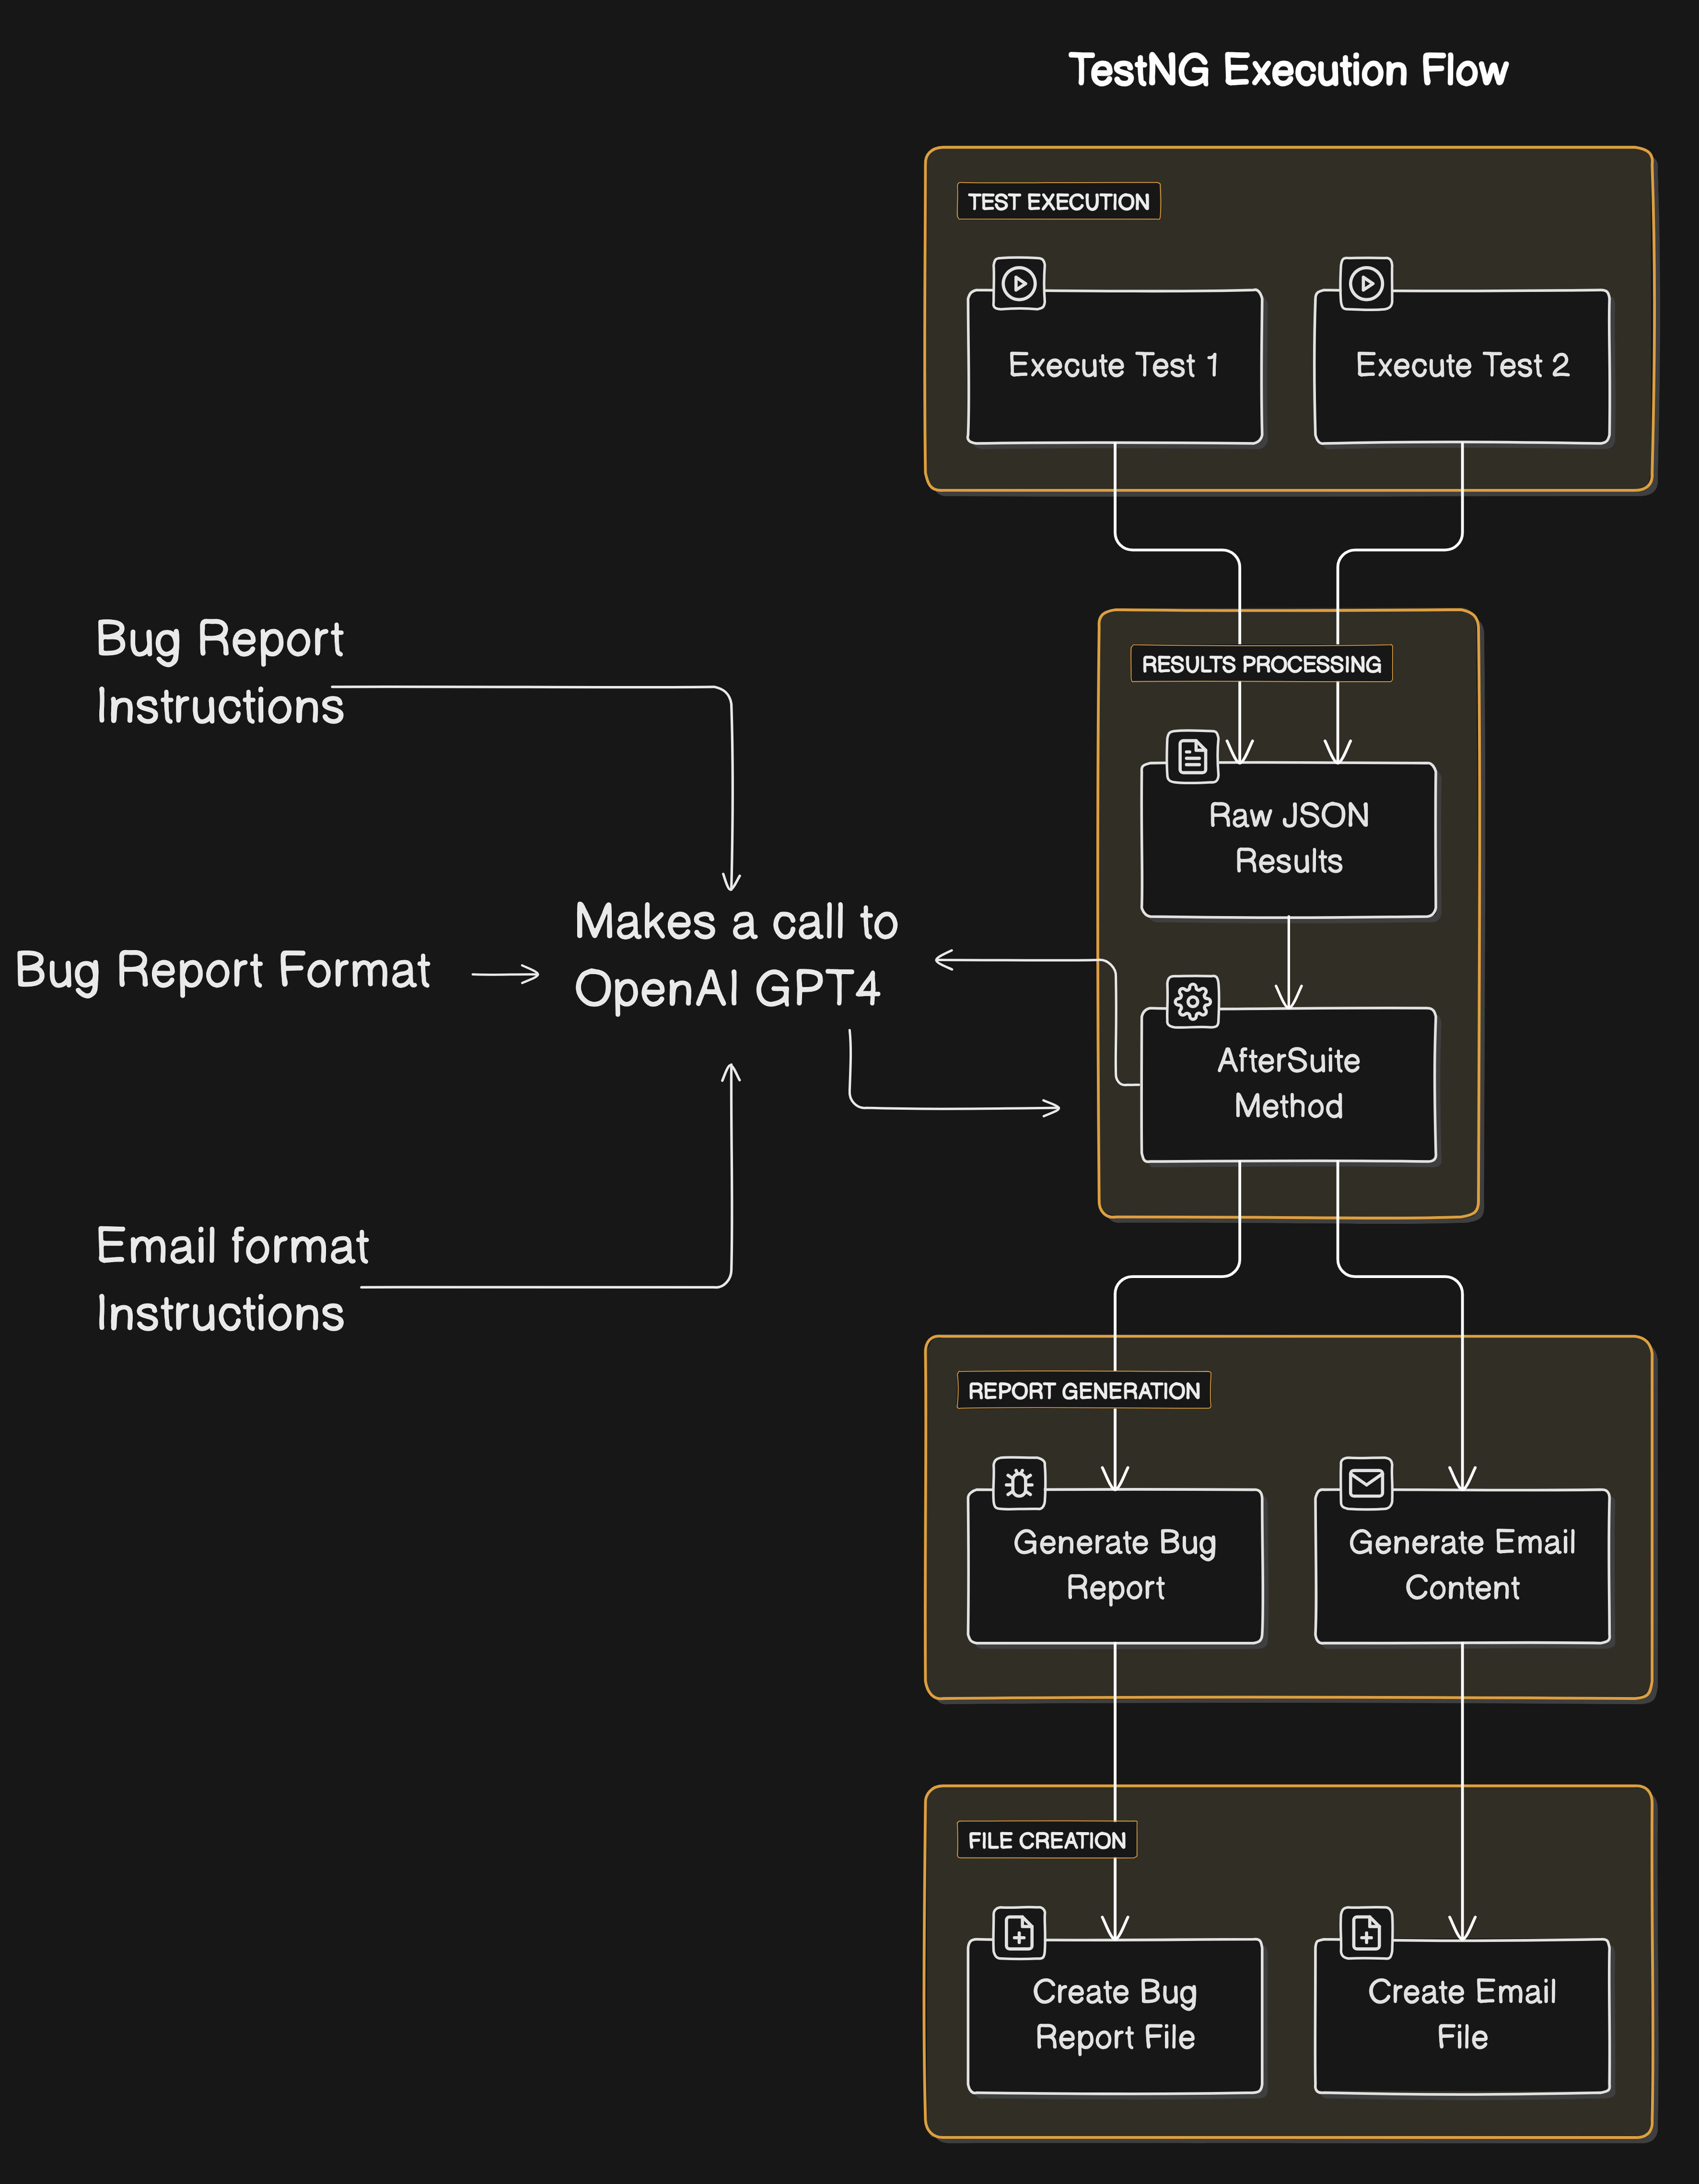 TestNG Execution Flow
TEST EXECUTION
Execute Test 1
Execute Test 2
Bug Report
Instructions
RESULTS PROCESSING
Raw JSON
Results
Makes a call to
OpenAI GPT4
Bug Report Format
AfterSuite
Method
Email format
Instructions
REPORT GENERATION
Generate Bug
Report
Generate Email
Content
FILE CREATION
Create Bug
Report File
Create Email
File